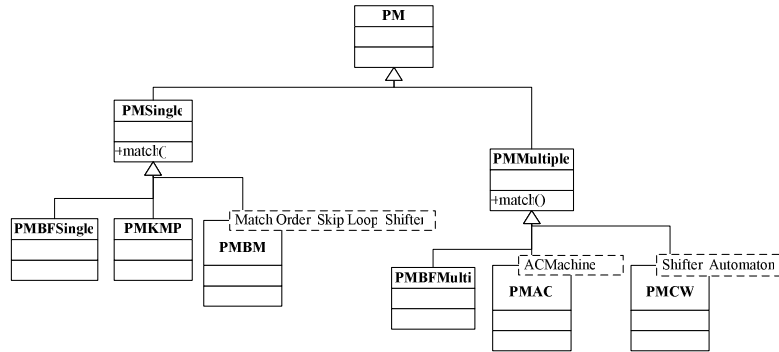 PM
PMSingle
+match()
PMMultiple
+match()
PMBFSingle
PMKMP
Match Order Skip Loop Shifter
PMBM
PMBFMulti
ACMachine
PMAC
Shifter Automaton
PMCW